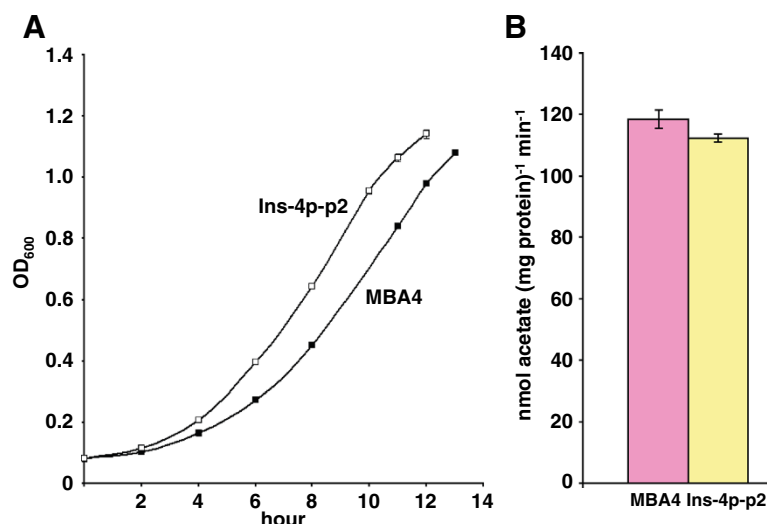 A
1.4
1.2
1.0
0.8
0.6
0.4
0.2
0
OD600
2 4 6 8 10 12 14
hour
Ins-4p-p2
MBA4
B
140
120
100
80
60
40
20
0
nmol acetate (mg protein)-1 min-1
MBA4 Ins-4p-p2